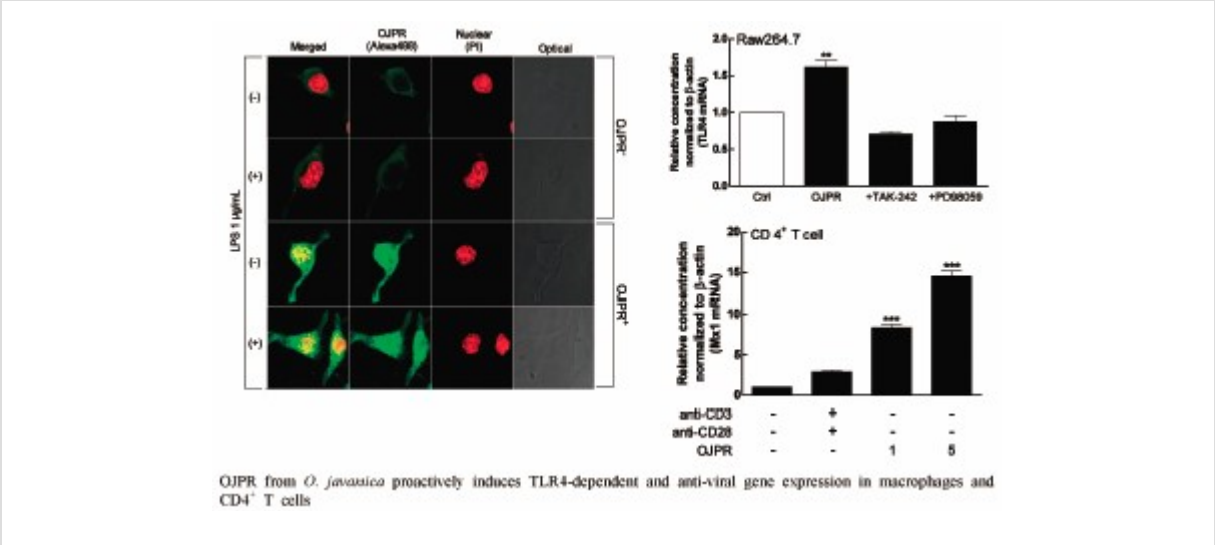 Merged
OJPR
(Alexa488)
Nuclear
(PI)
Optical
LPS 1 μg/mL
(-)
(+)
(-)
(+)
OJPR-
OJPR+
Raw264.7
Relative concentration
normalized to β-actin
(TLR4 mRNA)
2.0
1.5
1.0
0.5
0.0
**
Ctrl
OJPR
+TAK-242
+PD98059
CD 4+ T cell
Relative concentration
normalized to β-actin
(Mx1 mRNA)
20
15
10
5
0
***
***
anti-CD3 - + - -
anti-CD28 - + - -
OJPR - - 1 5
OJPR from O. javanica proactively induces TLR4-dependent and anti-viral gene expression in macrophages and
CD4+ T cells